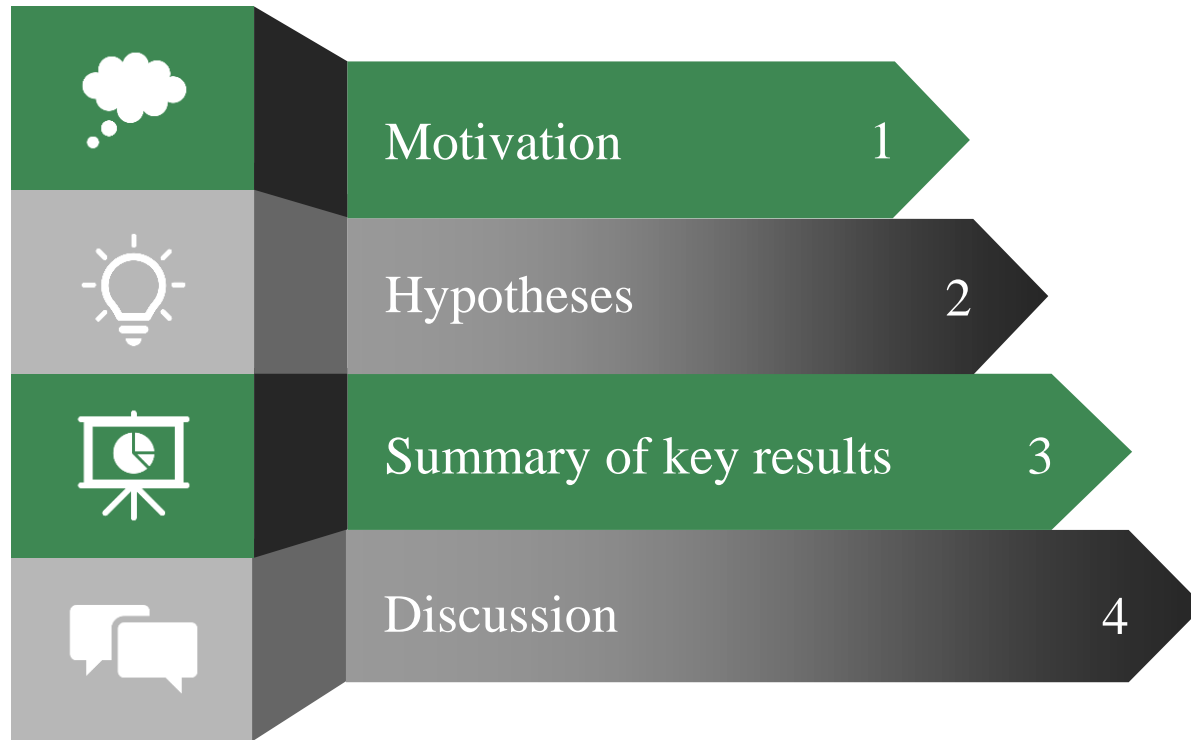 Motivation 1
Hypotheses 2
Summary of key results 3
Discussion 4